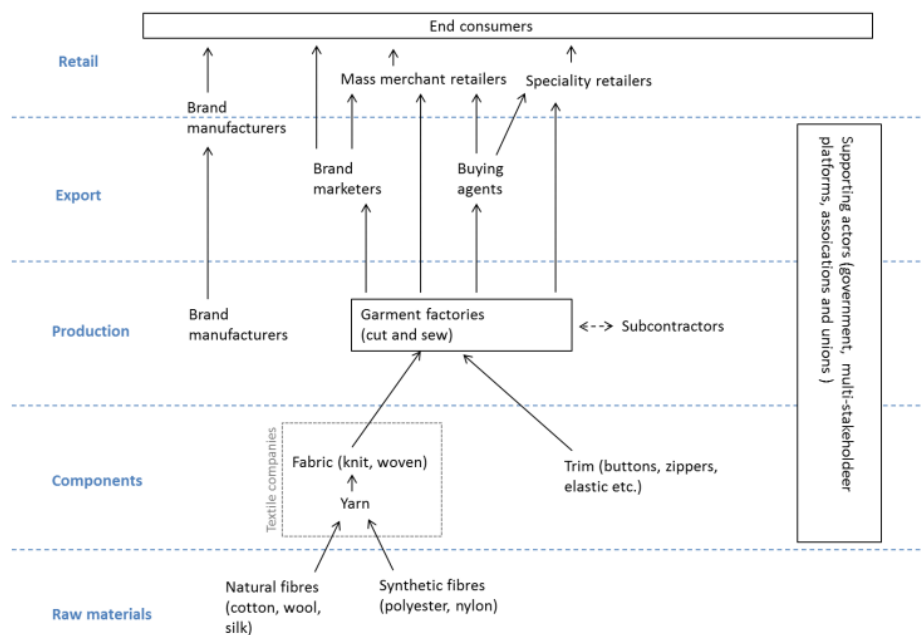 End consumers
Retail
Mass merchant retailers
Speciality retailers
Brand
manufacturers
Export
Brand
marketers
Buying
agents
Supporting actors (government, multi-stakeholdeer
platforms, assoications and unions )
Production
Brand
manufacturers
Garment factories
(cut and sew)
Subcontractors
Components
Textile companies
Fabric (knit, woven)
Yarn
Trim (buttons, zippers,
elastic etc.)
Raw materials
Natural fibres
(cotton, wool,
silk)
Synthetic fibres
(polyester, nylon)